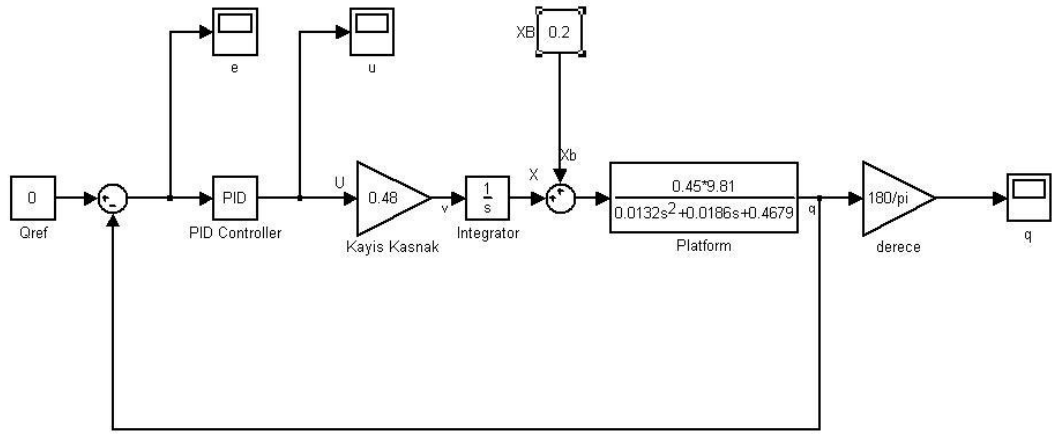 e
u
XB
0.2
Xb
0
Qref
PID
PID Controller
U
0.48
Kayis Kasnak
v
1
s
Integrator
X
0.45*9.81
0.0132s²+0.0186s+0.4679
Platform
q
180/pi
derece
q